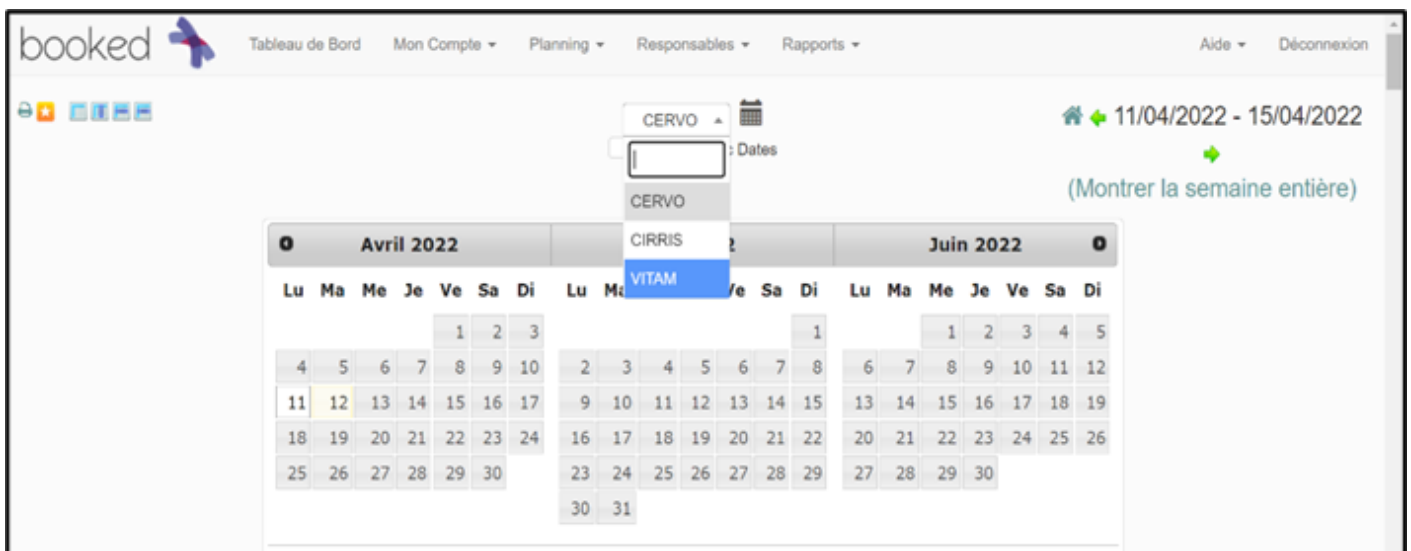 booked Tableau de Bord Mon Compte Planning Responsables Rapports Aide Déconnexion
CERVO 11/04/2022 - 15/04/2022
Dates
(Montrer la semaine entière)
CERVO
CIRRIS
VITAM
Avril 2022 2 Juin 2022
Lu Ma Me Je Ve Sa Di Lu Ve Sa Di Lu Ma Me Je Ve Sa Di
1 2 3 1 1 2 3 4 5
4 5 6 7 8 9 10 2 3 4 5 6 7 8 6 7 8 9 10 11 12
11 12 13 14 15 16 17 9 10 11 12 13 14 15 13 14 15 16 17 18 19
18 19 20 21 22 23 24 16 17 18 19 20 21 22 20 21 22 23 24 25 26
25 26 27 28 29 30 23 24 25 26 27 28 29 27 28 29 30
30 31